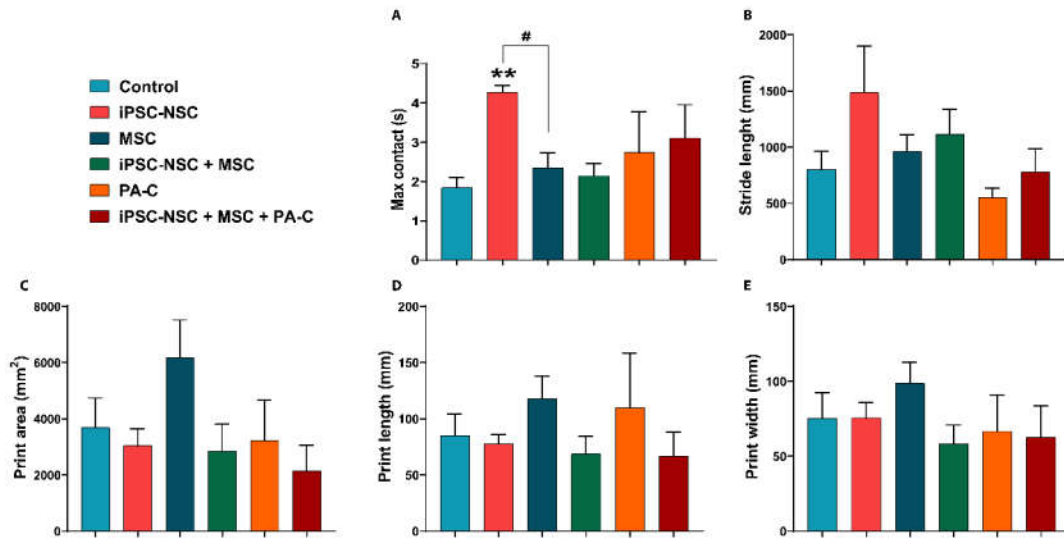 Control
iPSC-NSC
MSC
iPSC-NSC + MSC
PA-C
iPSC-NSC + MSC + PA-C
A
#
**
Max contact (s)
5
4
3
2
1
0
B
Stride lenght (mm)
2000
1500
1000
500
0
C
Print area (mm²)
8000
6000
4000
2000
0
D
Print length (mm)
200
150
100
50
0
E
Print width (mm)
150
100
50
0